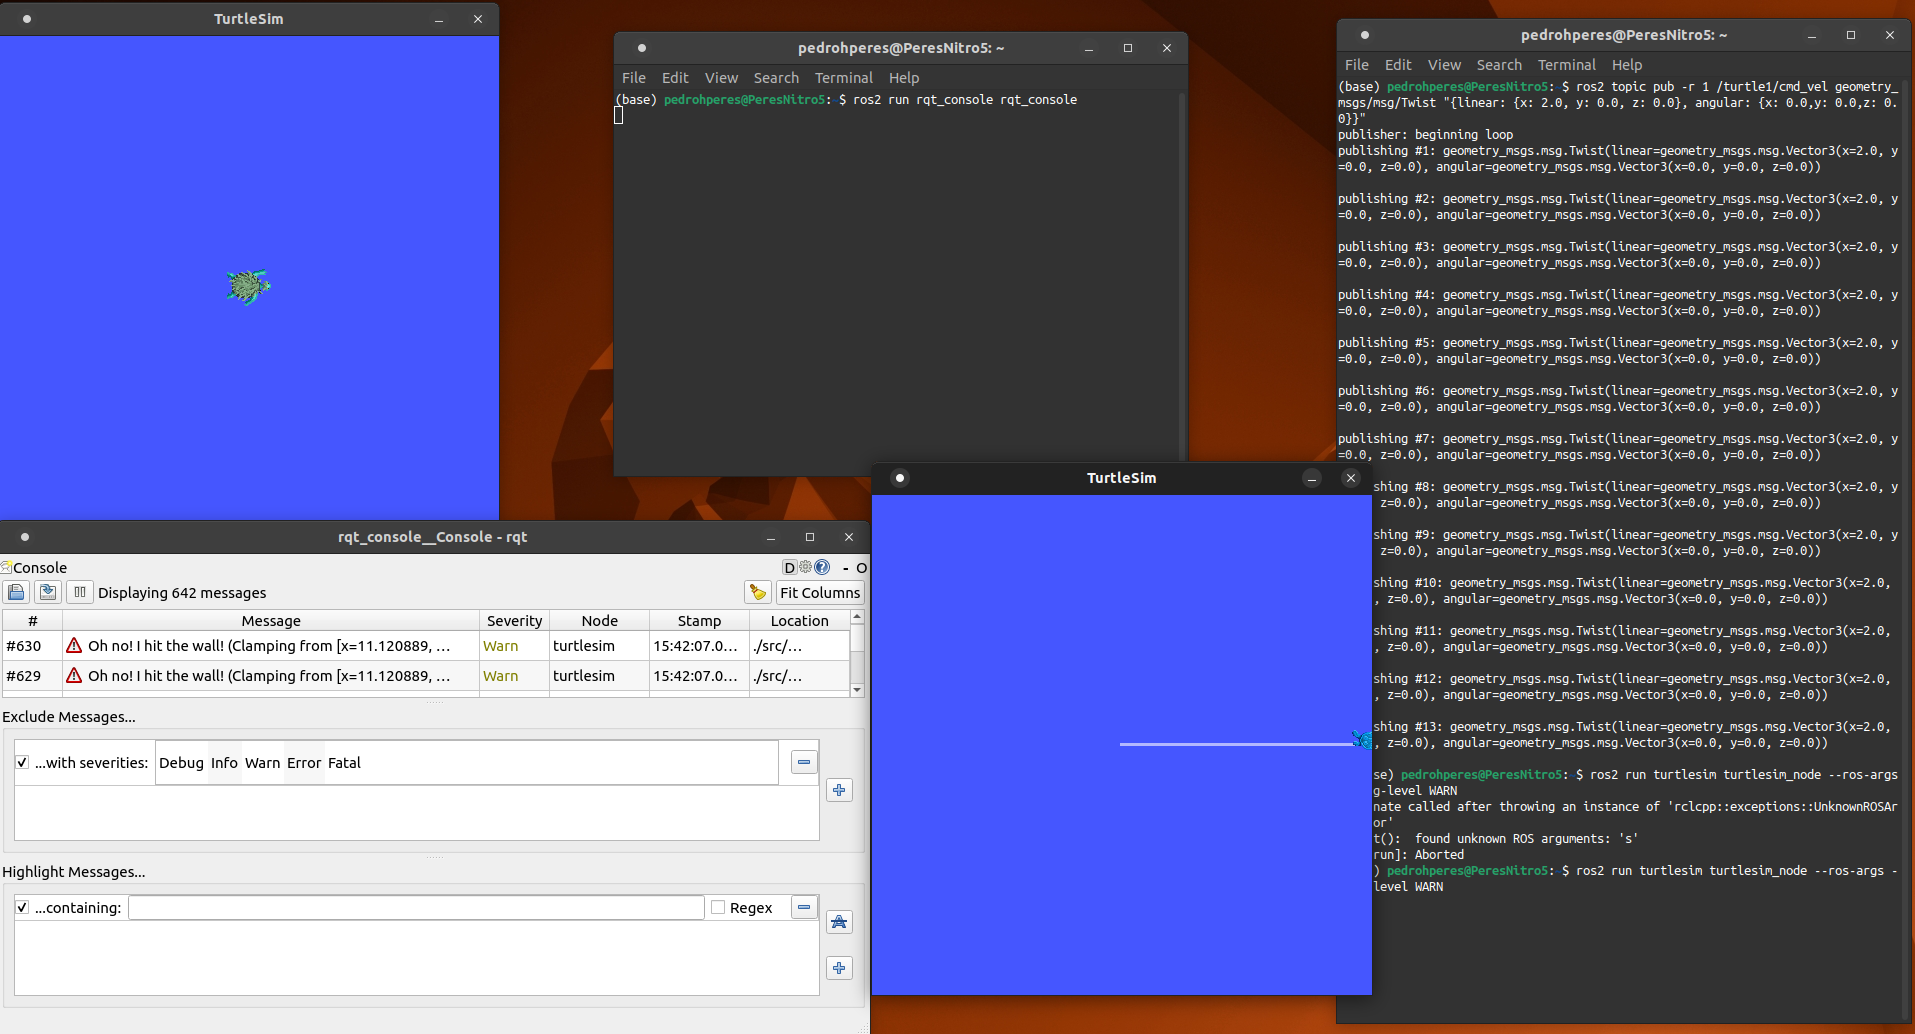 TurtleSim
pedrohperes@PeresNitro5: ~
File Edit View Search Terminal Help
(base) pedrohperes@PeresNitro5:~$ ros2 run rqt_console rqt_console
pedrohperes@PeresNitro5: ~
File Edit View Search Terminal Help
(base) pedrohperes@PeresNitro5:~$ ros2 topic pub -r 1 /turtle1/cmd_vel geometry_
msgs/msg/Twist "{linear: {x: 2.0, y: 0.0, z: 0.0}, angular: {x: 0.0,y: 0.0,z: 0.
0}}"
publisher: beginning loop
publishing #1: geometry_msgs.msg.Twist(linear=geometry_msgs.msg.Vector3(x=2.0, y
=0.0, z=0.0), angular=geometry_msgs.msg.Vector3(x=0.0, y=0.0, z=0.0))
publishing #2: geometry_msgs.msg.Twist(linear=geometry_msgs.msg.Vector3(x=2.0, y
=0.0, z=0.0), angular=geometry_msgs.msg.Vector3(x=0.0, y=0.0, z=0.0))
publishing #3: geometry_msgs.msg.Twist(linear=geometry_msgs.msg.Vector3(x=2.0, y
=0.0, z=0.0), angular=geometry_msgs.msg.Vector3(x=0.0, y=0.0, z=0.0))
publishing #4: geometry_msgs.msg.Twist(linear=geometry_msgs.msg.Vector3(x=2.0, y
=0.0, z=0.0), angular=geometry_msgs.msg.Vector3(x=0.0, y=0.0, z=0.0))
publishing #5: geometry_msgs.msg.Twist(linear=geometry_msgs.msg.Vector3(x=2.0, y
=0.0, z=0.0), angular=geometry_msgs.msg.Vector3(x=0.0, y=0.0, z=0.0))
publishing #6: geometry_msgs.msg.Twist(linear=geometry_msgs.msg.Vector3(x=2.0, y
=0.0, z=0.0), angular=geometry_msgs.msg.Vector3(x=0.0, y=0.0, z=0.0))
publishing #7: geometry_msgs.msg.Twist(linear=geometry_msgs.msg.Vector3(x=2.0, y
=0.0, z=0.0), angular=geometry_msgs.msg.Vector3(x=0.0, y=0.0, z=0.0))
shing #8: geometry_msgs.msg.Twist(linear=geometry_msgs.msg.Vector3(x=2.0, y
, z=0.0), angular=geometry_msgs.msg.Vector3(x=0.0, y=0.0, z=0.0))
shing #9: geometry_msgs.msg.Twist(linear=geometry_msgs.msg.Vector3(x=2.0, y
, z=0.0), angular=geometry_msgs.msg.Vector3(x=0.0, y=0.0, z=0.0))
shing #10: geometry_msgs.msg.Twist(linear=geometry_msgs.msg.Vector3(x=2.0,
, z=0.0), angular=geometry_msgs.msg.Vector3(x=0.0, y=0.0, z=0.0))
shing #11: geometry_msgs.msg.Twist(linear=geometry_msgs.msg.Vector3(x=2.0,
, z=0.0), angular=geometry_msgs.msg.Vector3(x=0.0, y=0.0, z=0.0))
shing #12: geometry_msgs.msg.Twist(linear=geometry_msgs.msg.Vector3(x=2.0,
, z=0.0), angular=geometry_msgs.msg.Vector3(x=0.0, y=0.0, z=0.0))
shing #13: geometry_msgs.msg.Twist(linear=geometry_msgs.msg.Vector3(x=2.0,
, z=0.0), angular=geometry_msgs.msg.Vector3(x=0.0, y=0.0, z=0.0))
se) pedrohperes@PeresNitro5:~$ ros2 run turtlesim turtlesim_node --ros-args
g-level WARN
nate called after throwing an instance of 'rclcpp::exceptions::UnknownROSAr
or'
t():  found unknown ROS arguments: 's'
run]: Aborted
) pedrohperes@PeresNitro5:~$ ros2 run turtlesim turtlesim_node --ros-args -
level WARN
TurtleSim
rqt_console__Console - rqt
Console D - O
Displaying 642 messages Fit Columns
# Message Severity Node Stamp Location
#630 Oh no! I hit the wall! (Clamping from [x=11.120889, ... Warn turtlesim 15:42:07.0... ./src/...
#629 Oh no! I hit the wall! (Clamping from [x=11.120889, ... Warn turtlesim 15:42:07.0... ./src/...
Exclude Messages...
...with severities: Debug Info Warn Error Fatal
Highlight Messages...
...containing: Regex